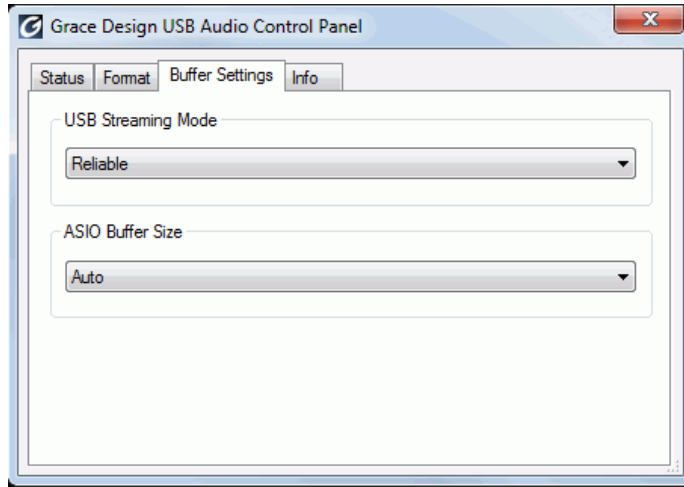 Grace Design USB Audio Control Panel
Status Format Buffer Settings Info
USB Streaming Mode
Reliable
ASIO Buffer Size
Auto